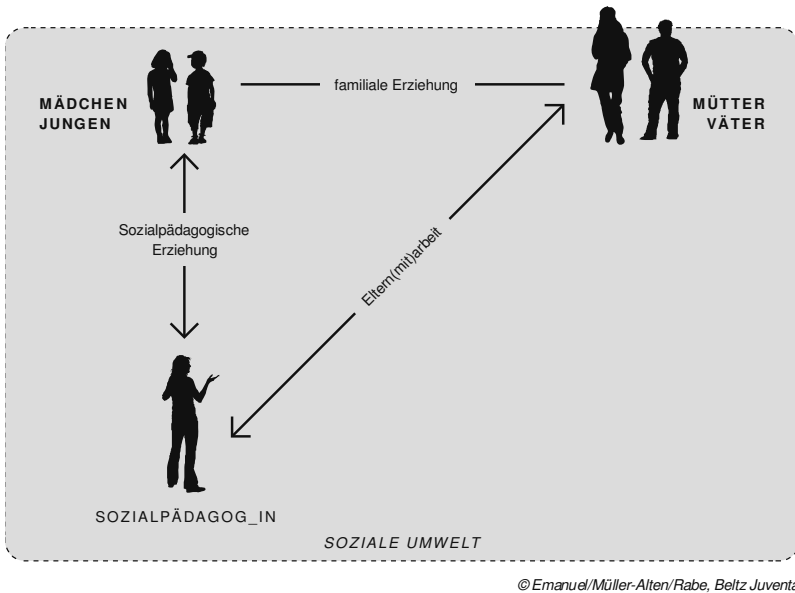 familiale Erziehung
MÄDCHEN
JUNGEN
MÜTTER
VÄTER
Sozialpädagogische
Erziehung
Eltern(mit)arbeit
SOZIALPÄDAGOG_IN
SOZIALE UMWELT
© Emanuel/Müller-Alten/Rabe, Beltz Juventa